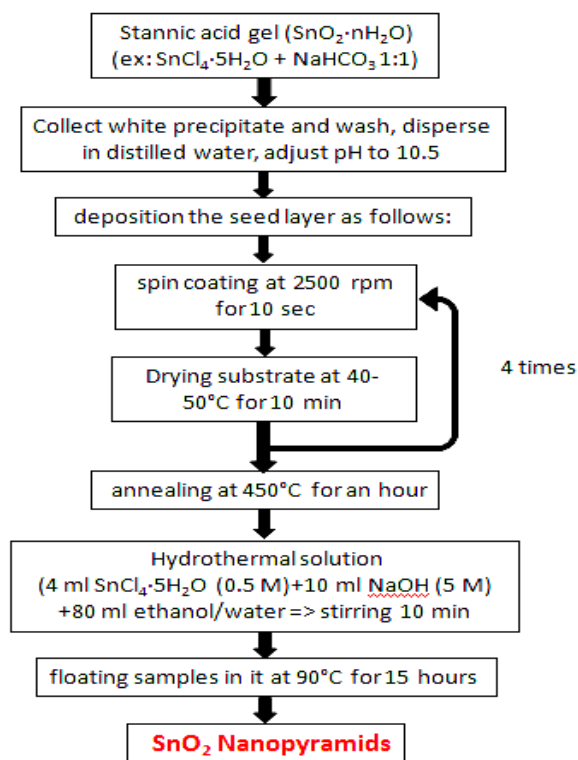 Stannic acid gel (SnO₂·nH₂O)
(ex: SnCl₄·5H₂O + NaHCO₃ 1:1)
Collect white precipitate and wash, disperse
in distilled water, adjust pH to 10.5
deposition the seed layer as follows:
spin coating at 2500 rpm
for 10 sec
Drying substrate at 40-
50°C for 10 min
4 times
annealing at 450°C for an hour
Hydrothermal solution
(4 ml SnCl₄·5H₂O (0.5 M)+10 ml NaOH (5 M)
+80 ml ethanol/water => stirring 10 min
floating samples in it at 90°C for 15 hours
SnO₂ Nanopyramids